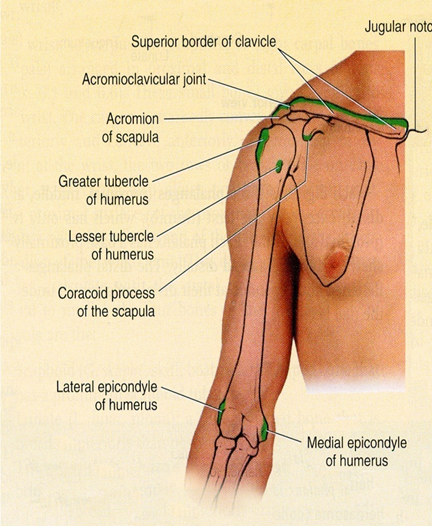 Jugular notc
Superior border of clavicle
Acromioclavicular joint
Acromion
of scapula
Greater tubercle
of humerus
Lesser tubercle
of humerus
Coracoid process
of the scapula
Lateral epicondyle
of humerus
Medial epicondyle
of humerus